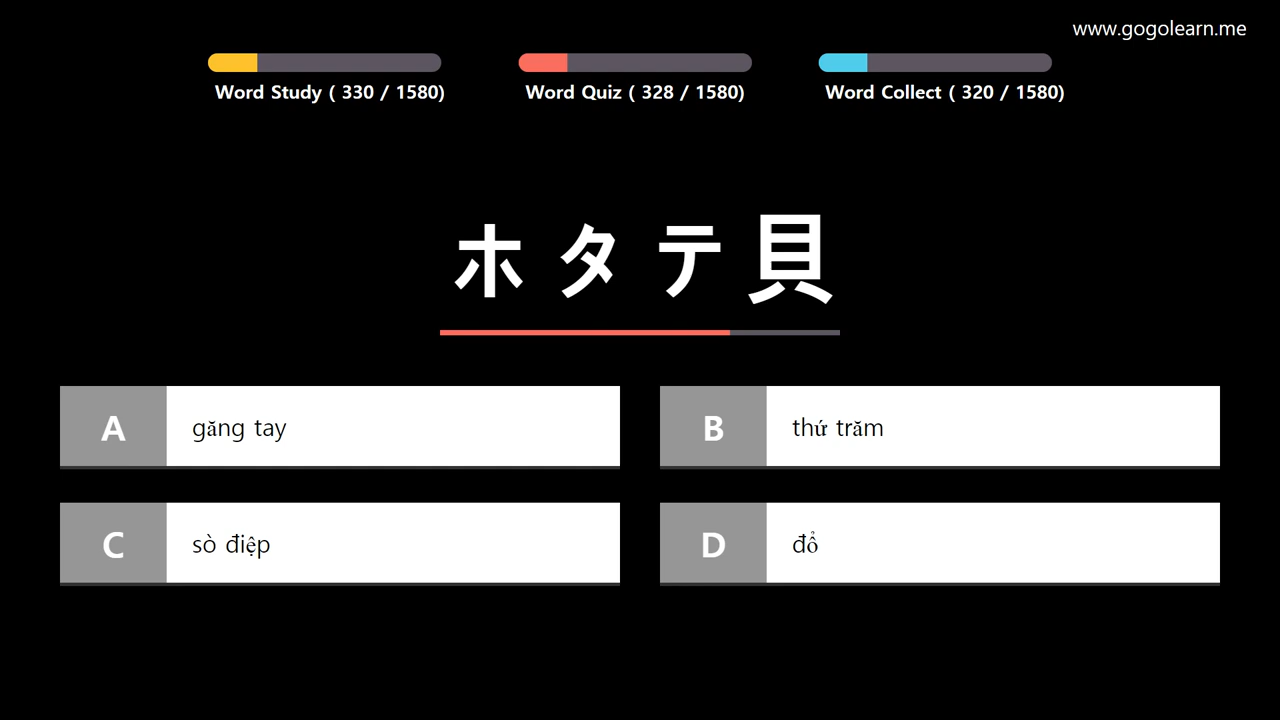 www.gogolearn.me
Word Study ( 330 / 1580)
Word Quiz ( 328 / 1580)
Word Collect ( 320 / 1580)
ホタテ貝
A
găng tay
B
thứ trăm
C
sò điệp
D
đổ